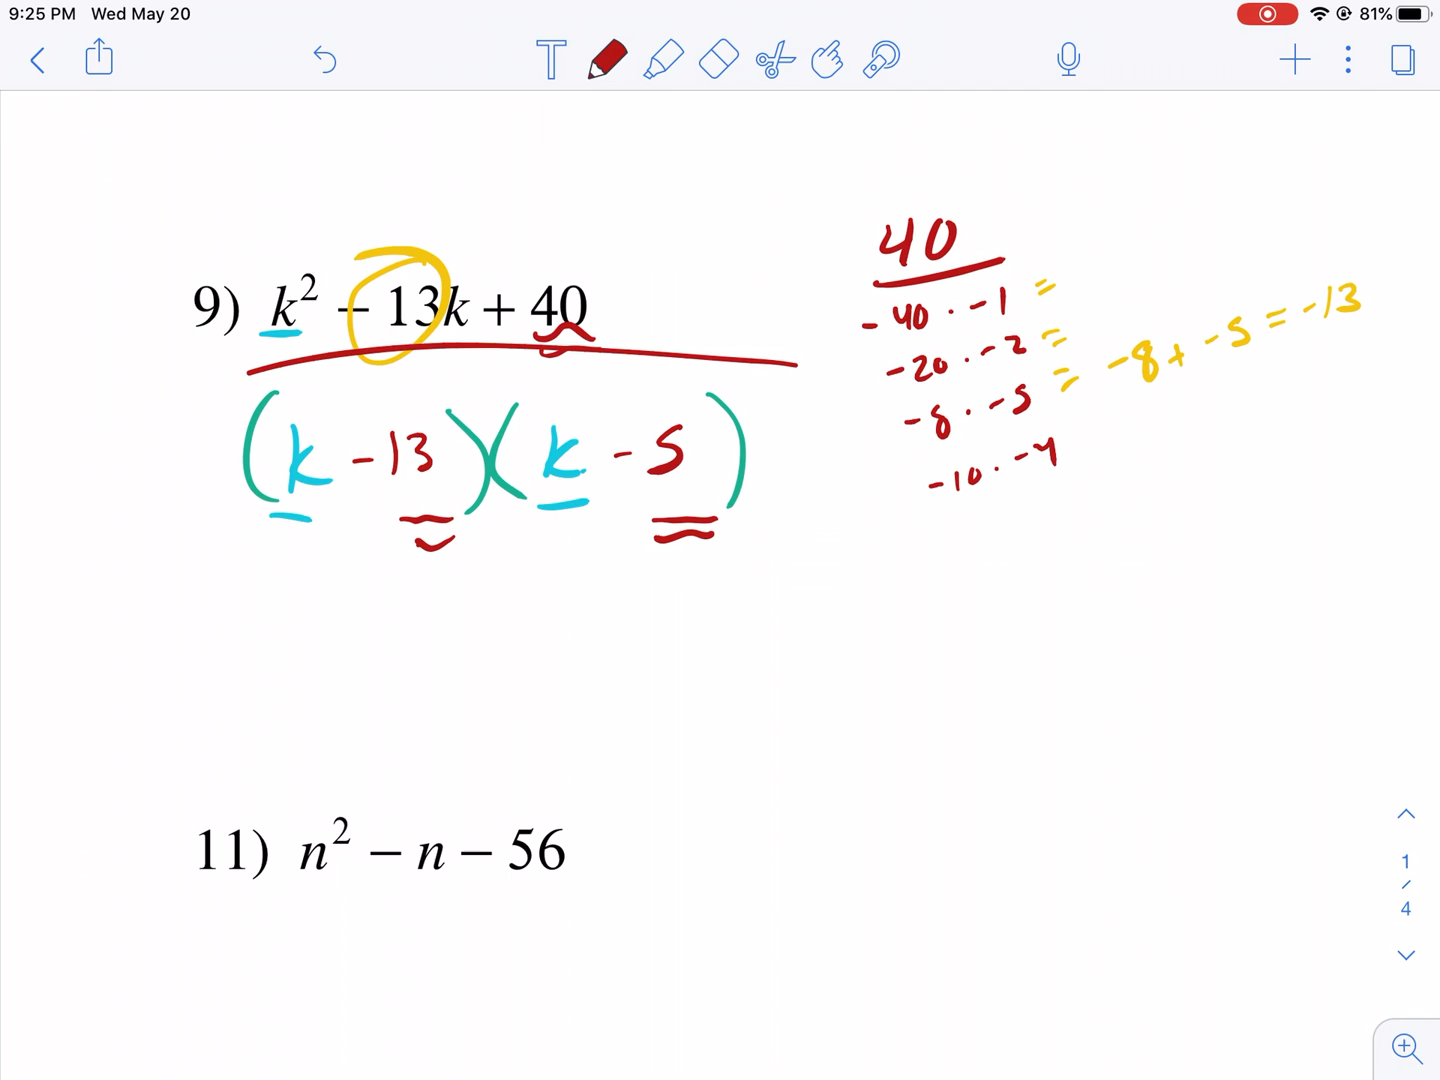 9:25 PM Wed May 20
81%
9) k² − 13k + 40
(k - 13)(k - 5)
40
-40 · -1 =
-20 · -2 =
-8 · -5 = -8 + -5 = -13
-10 · -4
11) n² − n − 56
1
/
4